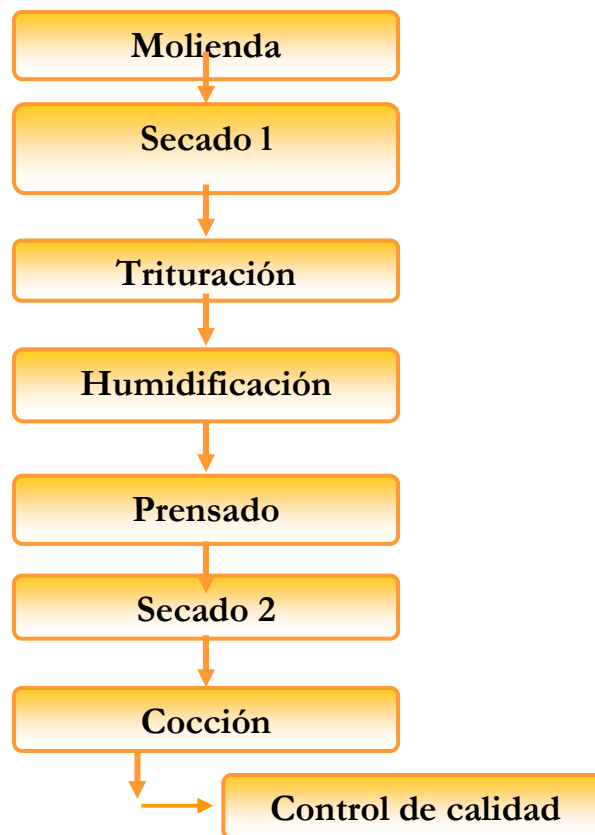 Molienda
Secado 1
Trituración
Humidificación
Prensado
Secado 2
Cocción
Control de calidad